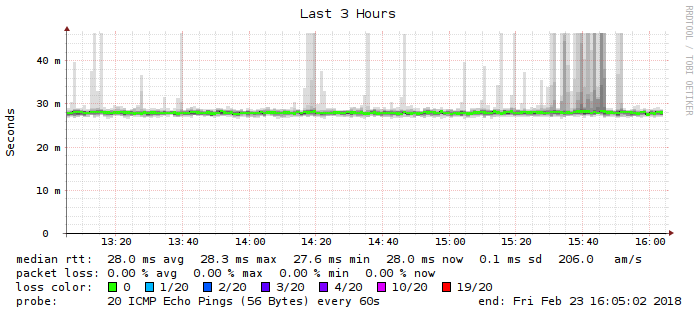 Last 3 Hours
RRDTOOL / TOBI OETIKER
Seconds
40 m
30 m
20 m
10 m
0
13:20 13:40 14:00 14:20 14:40 15:00 15:20 15:40 16:00
median rtt: 28.0 ms avg 28.3 ms max 27.6 ms min 28.0 ms now 0.1 ms sd 206.0 am/s
packet loss: 0.00 % avg 0.00 % max 0.00 % min 0.00 % now
loss color: 0 1/20 2/20 3/20 4/20 10/20 19/20
probe: 20 ICMP Echo Pings (56 Bytes) every 60s end: Fri Feb 23 16:05:02 2018